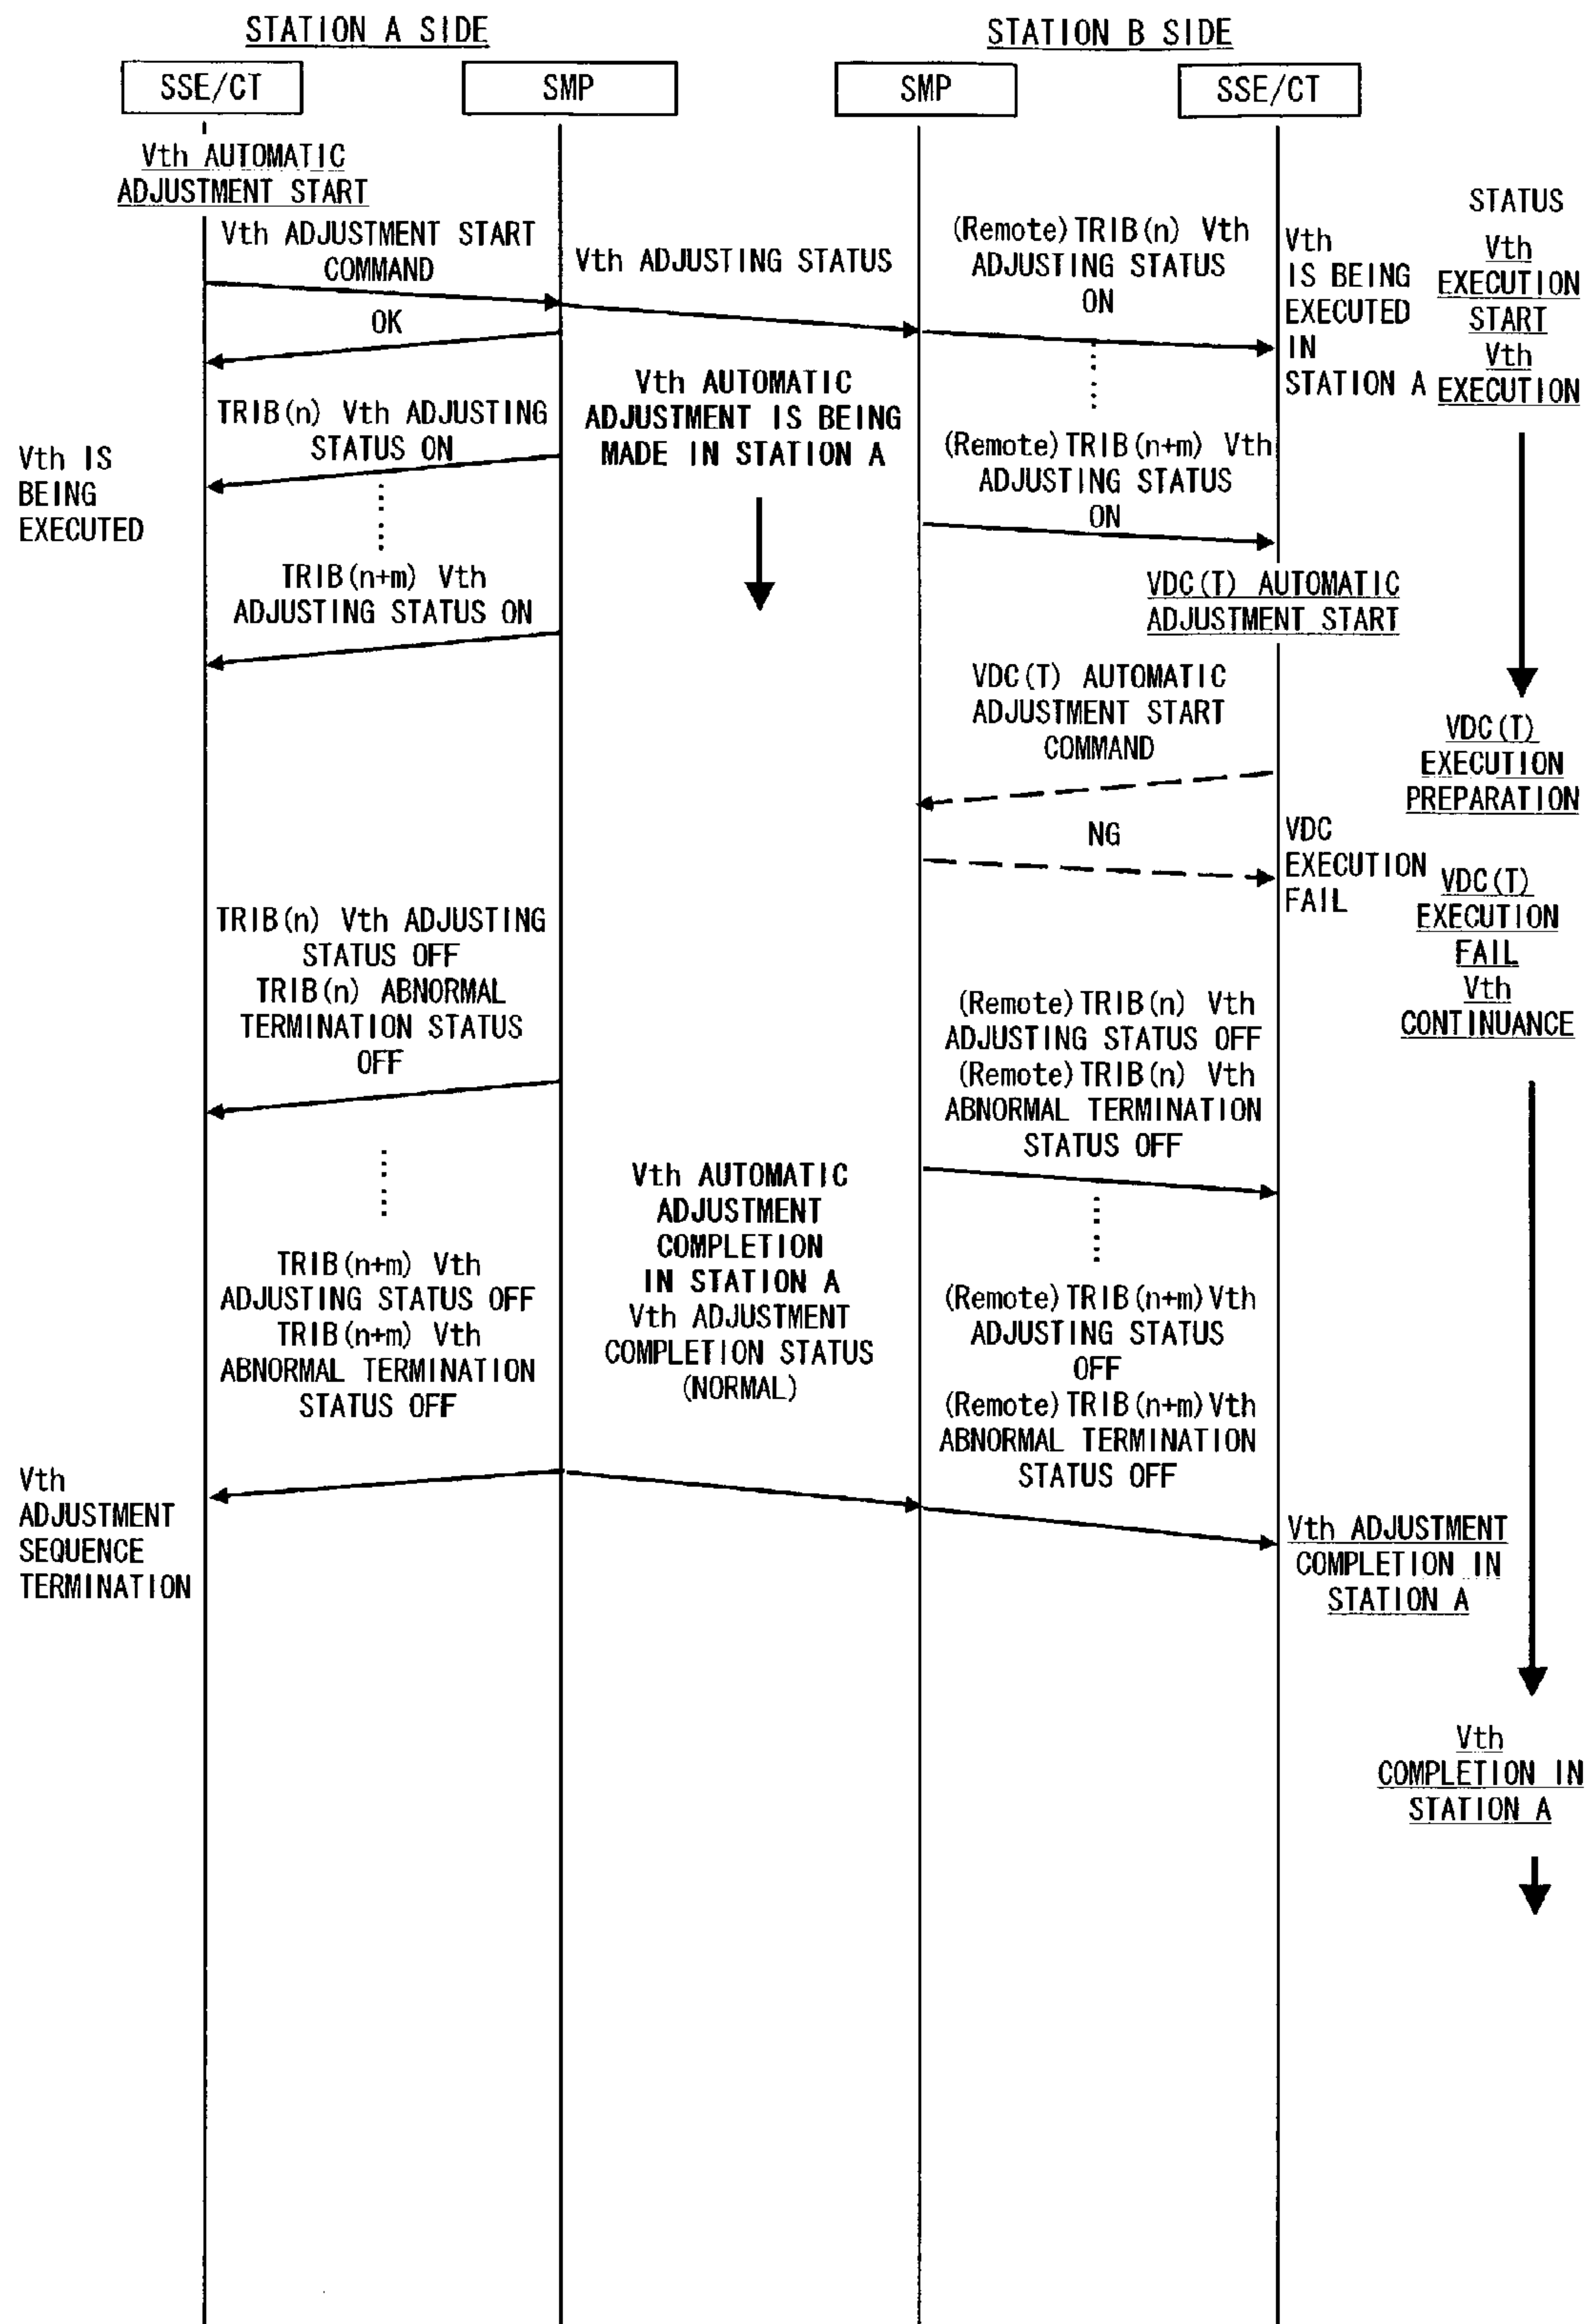 STATION A SIDE
STATION B SIDE
SSE/CT
SMP
SMP
SSE/CT
Vth AUTOMATIC
ADJUSTMENT START
Vth ADJUSTMENT START
COMMAND
OK
Vth ADJUSTING STATUS
(Remote)TRIB(n) Vth
ADJUSTING STATUS
ON
Vth
IS BEING
EXECUTED
IN
STATION A
STATUS
Vth
EXECUTION
START
Vth
EXECUTION
TRIB(n) Vth ADJUSTING
STATUS ON
Vth IS
BEING
EXECUTED
Vth AUTOMATIC
ADJUSTMENT IS BEING
MADE IN STATION A
(Remote)TRIB(n+m) Vth
ADJUSTING STATUS
ON
TRIB(n+m) Vth
ADJUSTING STATUS ON
VDC(T) AUTOMATIC
ADJUSTMENT START
VDC(T) AUTOMATIC
ADJUSTMENT START
COMMAND
VDC(T)
EXECUTION
PREPARATION
NG
VDC
EXECUTION
FAIL
VDC(T)
EXECUTION
FAIL
Vth
CONTINUANCE
TRIB(n) Vth ADJUSTING
STATUS OFF
TRIB(n) ABNORMAL
TERMINATION STATUS
OFF
(Remote)TRIB(n) Vth
ADJUSTING STATUS OFF
(Remote)TRIB(n) Vth
ABNORMAL TERMINATION
STATUS OFF
Vth AUTOMATIC
ADJUSTMENT
COMPLETION
IN STATION A
Vth ADJUSTMENT
COMPLETION STATUS
(NORMAL)
TRIB(n+m) Vth
ADJUSTING STATUS OFF
TRIB(n+m) Vth
ABNORMAL TERMINATION
STATUS OFF
(Remote)TRIB(n+m)Vth
ADJUSTING STATUS
OFF
(Remote)TRIB(n+m)Vth
ABNORMAL TERMINATION
STATUS OFF
Vth
ADJUSTMENT
SEQUENCE
TERMINATION
Vth ADJUSTMENT
COMPLETION IN
STATION A
Vth
COMPLETION IN
STATION A